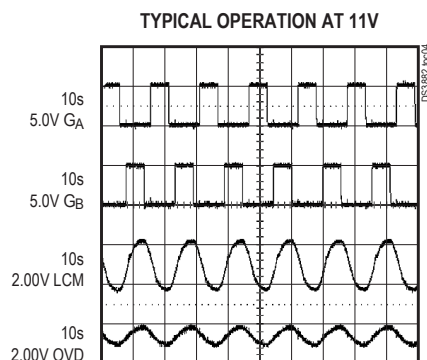 TYPICAL OPERATION AT 11V
DS3882 toc04
10s
5.0V GA
10s
5.0V GB
10s
2.00V LCM
10s
2.00V OVD